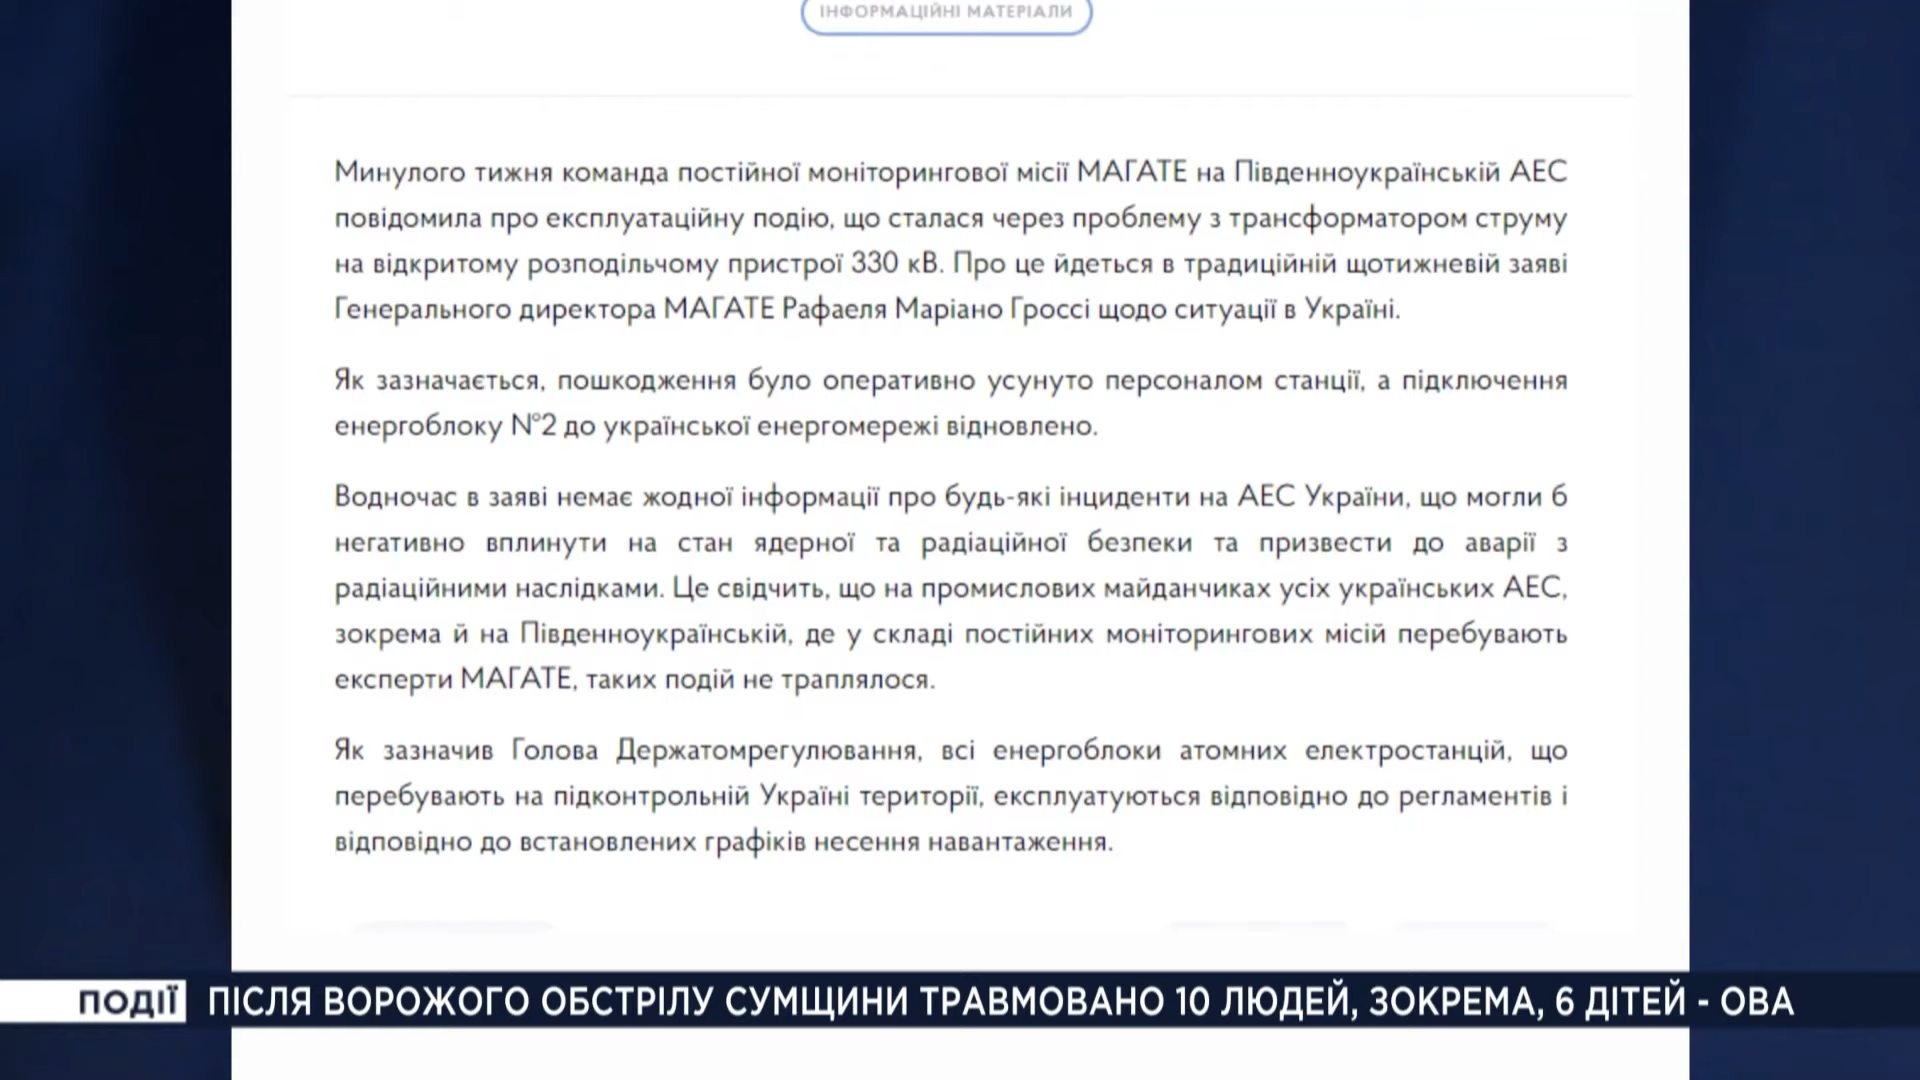 ІНФОРМАЦІЙНІ МАТЕРІАЛИ
Минулого тижня команда постійної моніторингової місії МАГАТЕ на Південноукраїнській АЕС
повідомила про експлуатаційну подію, що сталася через проблему з трансформатором струму
на відкритому розподільчому пристрої 330 кВ. Про це йдеться в традиційній щотижневій заяві
Генерального директора МАГАТЕ Рафаеля Маріано Гроссі щодо ситуації в Україні.
Як зазначається, пошкодження було оперативно усунуто персоналом станції, а підключення
енергоблоку №2 до української енергомережі відновлено.
Водночас в заяві немає жодної інформації про будь-які інциденти на АЕС України, що могли б
негативно вплинути на стан ядерної та радіаційної безпеки та призвести до аварії з
радіаційними наслідками. Це свідчить, що на промислових майданчиках усіх українських АЕС,
зокрема й на Південноукраїнській, де у складі постійних моніторингових місій перебувають
експерти МАГАТЕ, таких подій не траплялося.
Як зазначив Голова Держатомрегулювання, всі енергоблоки атомних електростанцій, що
перебувають на підконтрольній Україні території, експлуатуються відповідно до регламентів і
відповідно до встановлених графіків несення навантаження.
ПОДІЇ ПІСЛЯ ВОРОЖОГО ОБСТРІЛУ СУМЩИНИ ТРАВМОВАНО 10 ЛЮДЕЙ, ЗОКРЕМА, 6 ДІТЕЙ - ОВА